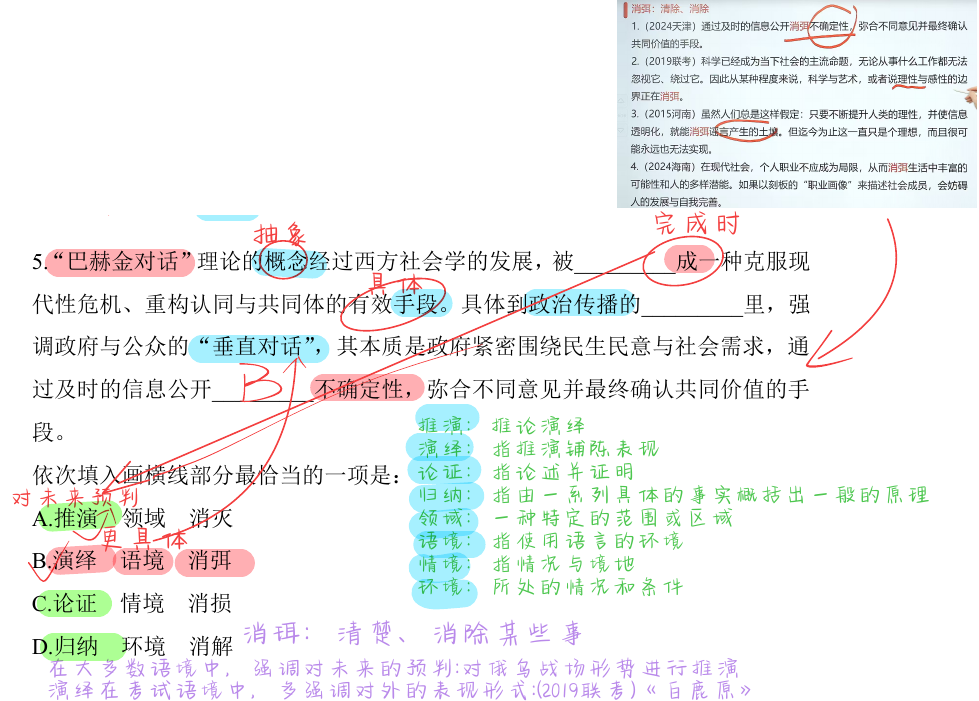 消弭：清除、消除
1.（2024天津）通过及时的信息公开消弭不确定性，弥合不同意见并最终确认
共同价值的手段。
2.（2019联考）科学已经成为当下社会的主流命题，无论从事什么工作都无法
忽视它、绕过它。因此从某种程度来说，科学与艺术，或者说理性与感性的边
界正在消弭。
3.（2015河南）虽然人们总是这样假定：只要不断提升人类的理性，并使信息
透明化，就能消弭谣言产生的土壤。但迄今为止这一直只是个理想，而且很可
能永远也无法实现。
4.（2024海南）在现代社会，个人职业不应成为局限，从而消弭生活中丰富的
可能性和人的多样潜能。如果以刻板的“职业画像”来描述社会成员，会妨碍
人的发展与自我完善。
抽象
完成时
5.“巴赫金对话”理论的概念经过西方社会学的发展，被________成一种克服现
具体
代性危机、重构认同与共同体的有效手段。具体到政治传播的________里，强
调政府与公众的“垂直对话”，其本质是政府紧密围绕民生民意与社会需求，通
过及时的信息公开________不确定性，弥合不同意见并最终确认共同价值的手
B
段。
依次填入画横线部分最恰当的一项是：
推演：推论演绎
演绎：指推演铺陈表现
论证：指论述并证明
归纳：指由一系列具体的事实概括出一般的原理
领域：一种特定的范围或区域
语境：指使用语言的环境
情境：指情况与境地
环境：所处的情况和条件
对未来预判
A.推演 领域 消灭
更具体
B.演绎 语境 消弭
C.论证 情境 消损
D.归纳 环境 消解
消弭：清楚、消除某些事
在大多数语境中，强调对未来的预判:对俄乌战场形势进行推演
演绎在考试语境中，多强调对外的表现形式:(2019联考)《白鹿原》